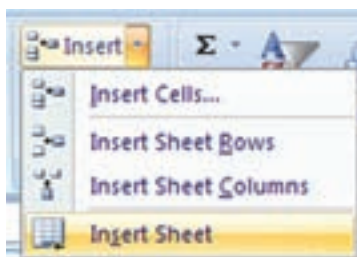 Insert Σ A
Insert Cells...
Insert Sheet Rows
Insert Sheet Columns
Insert Sheet